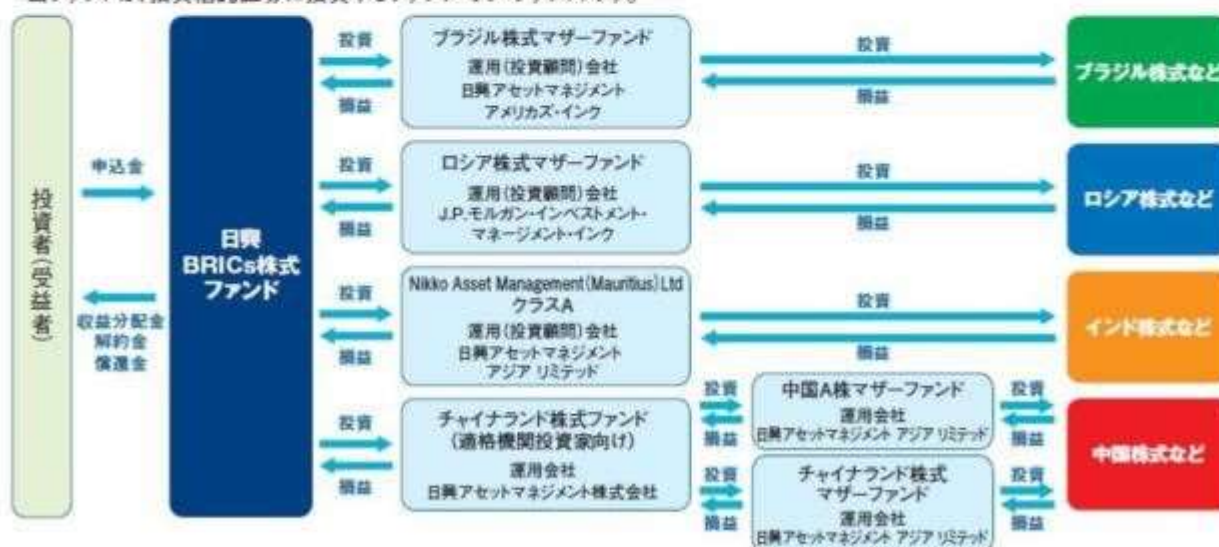 投資者(受益者)
申込金
収益分配金
解約金
償還金
日興
BRICs株式
ファンド
投資
損益
ブラジル株式マザーファンド
運用(投資顧問)会社
日興アセットマネジメント
アメリカズ・インク
投資
損益
ブラジル株式など
投資
損益
ロシア株式マザーファンド
運用(投資顧問)会社
J.P.モルガン・インベストメント・
マネージメント・インク
投資
損益
ロシア株式など
投資
損益
Nikko Asset Management(Mauritius)Ltd
クラスA
運用(投資顧問)会社
日興アセットマネジメント
アジア リミテッド
投資
損益
インド株式など
投資
損益
チャイナランド株式ファンド
(適格機関投資家向け)
運用会社
日興アセットマネジメント株式会社
投資
損益
中国A株マザーファンド
運用会社
日興アセットマネジメント アジア リミテッド
投資
損益
投資
損益
チャイナランド株式
マザーファンド
運用会社
日興アセットマネジメント アジア リミテッド
投資
損益
中国株式など